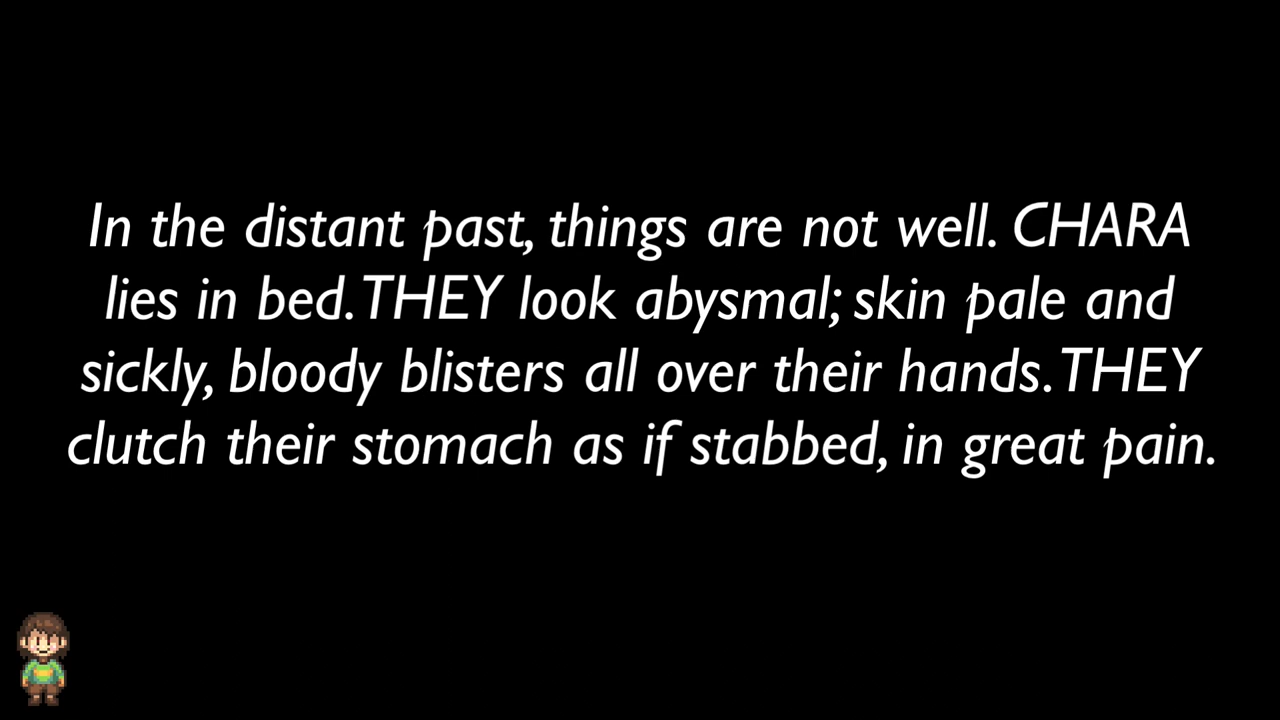 In the distant past, things are not well. CHARA
lies in bed. THEY look abysmal; skin pale and
sickly, bloody blisters all over their hands. THEY
clutch their stomach as if stabbed, in great pain.